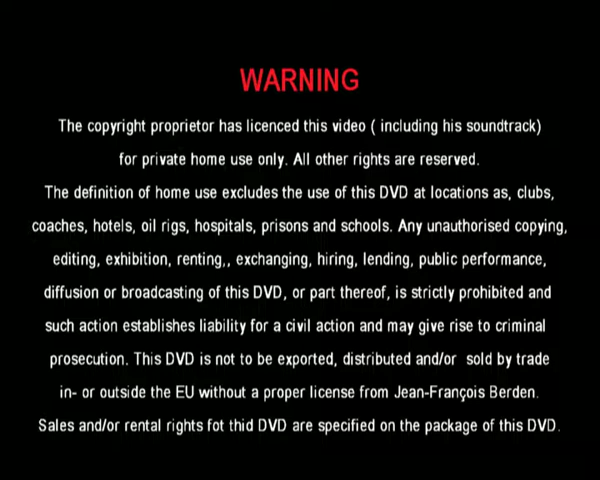 WARNING
The copyright proprietor has licenced this video ( including his soundtrack)
for private home use only. All other rights are reserved.
The definition of home use excludes the use of this DVD at locations as, clubs,
coaches, hotels, oil rigs, hospitals, prisons and schools. Any unauthorised copying,
editing, exhibition, renting,, exchanging, hiring, lending, public performance,
diffusion or broadcasting of this DVD, or part thereof, is strictly prohibited and
such action establishes liability for a civil action and may give rise to criminal
prosecution. This DVD is not to be exported, distributed and/or  sold by trade
in- or outside the EU without a proper license from Jean-François Berden.
Sales and/or rental rights fot thid DVD are specified on the package of this DVD.